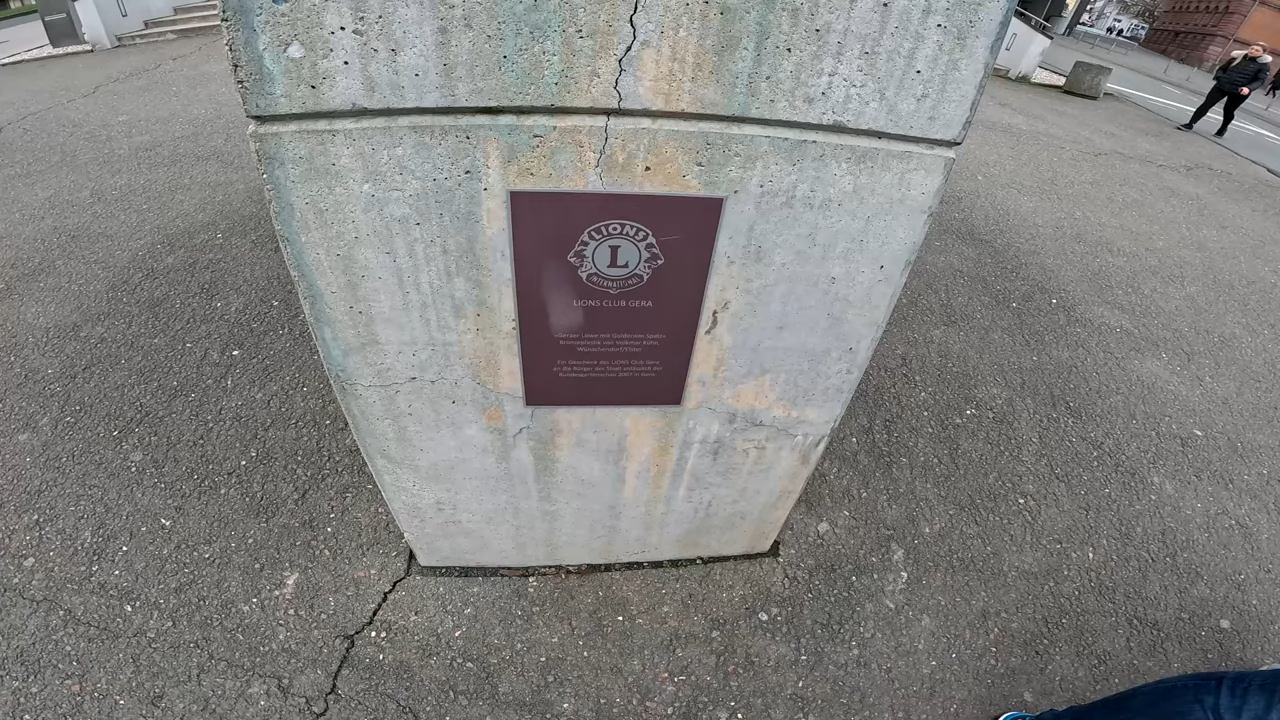 LIONS
L
INTERNATIONAL
LIONS CLUB GERA
»Geraer Löwe mit Goldenem Spatz«
Bronzeplastik von Volkmar Kühn,
Wünschendorf/Elster
Ein Geschenk des LIONS Club Gera
an die Bürger der Stadt anlässlich der
Bundesgartenschau 2007 in Gera